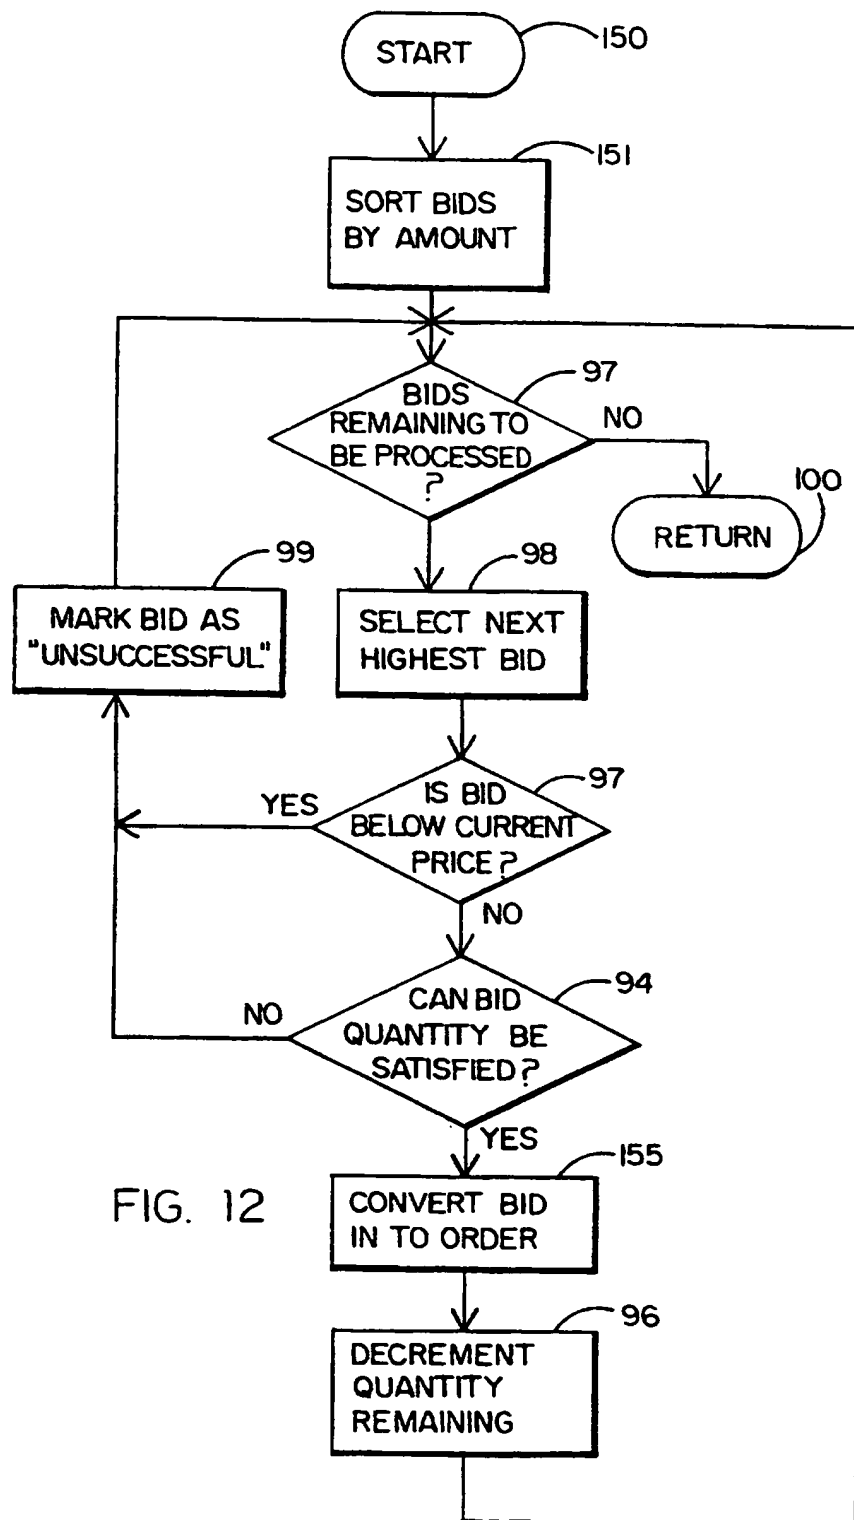 START
150
151
SORT BIDS
BY AMOUNT
97
BIDS
REMAINING TO
BE PROCESSED
?
NO
100
RETURN
99
98
MARK BID AS
"UNSUCCESSFUL"
SELECT NEXT
HIGHEST BID
97
YES
IS BID
BELOW CURRENT
PRICE?
NO
94
NO
CAN BID
QUANTITY BE
SATISFIED?
YES
155
FIG. 12
CONVERT BID
IN TO ORDER
96
DECREMENT
QUANTITY
REMAINING